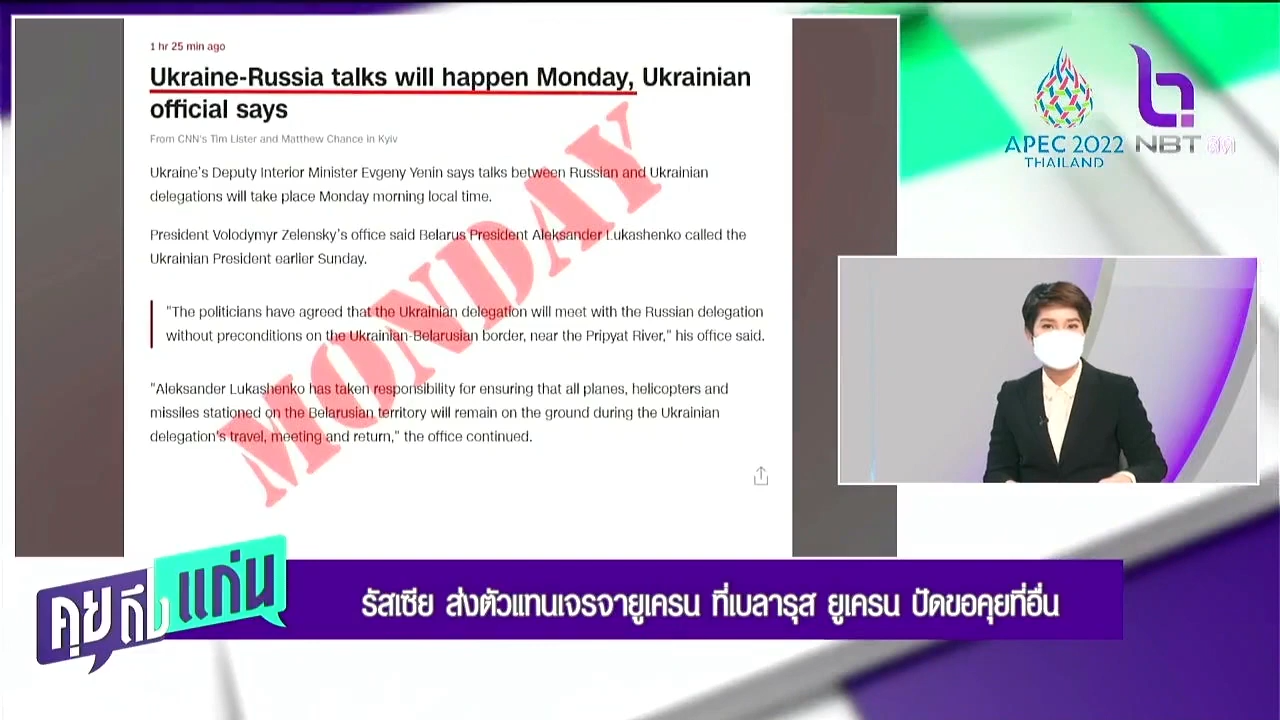 1 hr 25 min ago
Ukraine-Russia talks will happen Monday, Ukrainian
official says
From CNN's Tim Lister and Matthew Chance in Kyiv
Ukraine's Deputy Interior Minister Evgeny Yenin says talks between Russian and Ukrainian
delegations will take place Monday morning local time.
President Volodymyr Zelensky's office said Belarus President Aleksander Lukashenko called the
Ukrainian President earlier Sunday.
"The politicians have agreed that the Ukrainian delegation will meet with the Russian delegation
without preconditions on the Ukrainian-Belarusian border, near the Pripyat River," his office said.
"Aleksander Lukashenko has taken responsibility for ensuring that all planes, helicopters and
missiles stationed on the Belarusian territory will remain on the ground during the Ukrainian
delegation's travel, meeting and return," the office continued.
MONDAY
APEC 2022
THAILAND
NBT สด
คุยถึงแก่น
รัสเซีย ส่งตัวแทนเจรจายูเครน ที่เบลารุส ยูเครน ปัดขอคุยที่อื่น